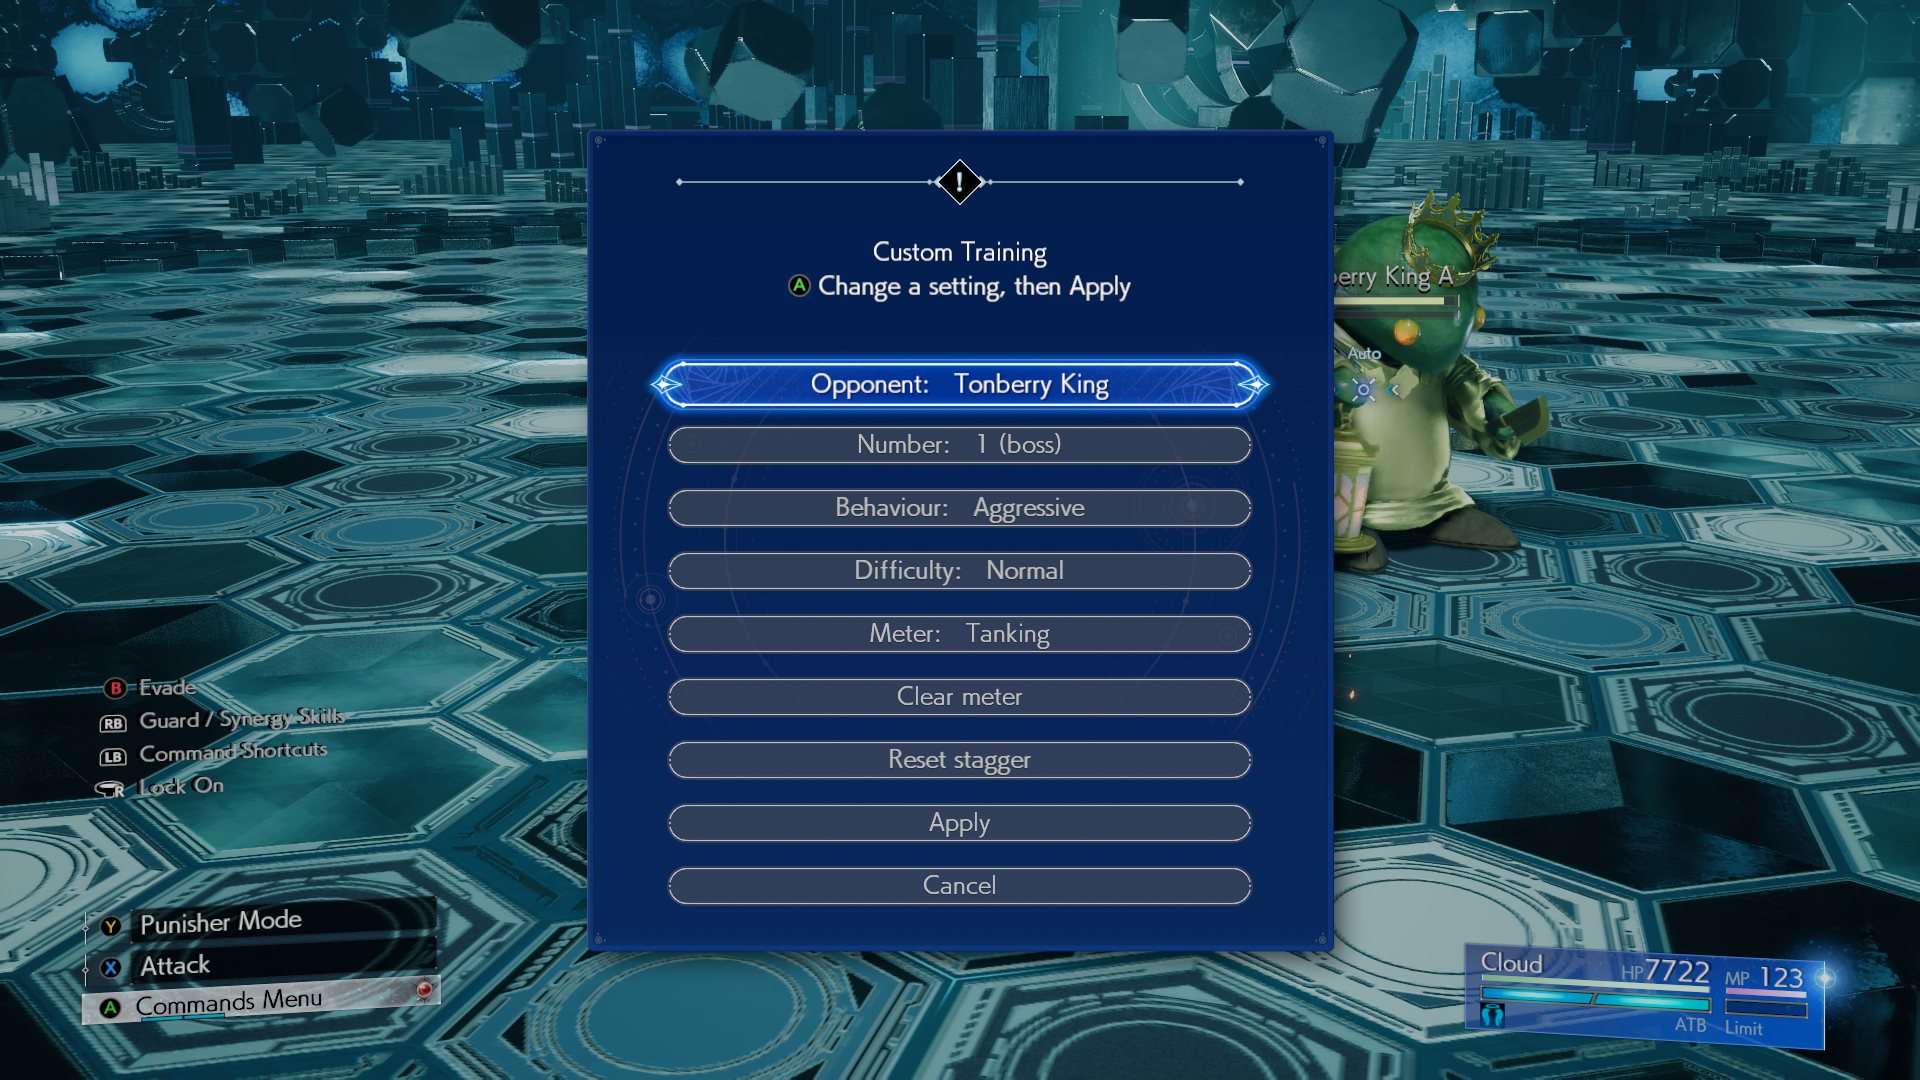 !
Custom Training
A Change a setting, then Apply
Opponent: Tonberry King
Number: 1 (boss)
Behaviour: Aggressive
Difficulty: Normal
Meter: Tanking
Clear meter
Reset stagger
Apply
Cancel
King A
Auto
B Evade
RB Guard / Synergy Skills
LB Command Shortcuts
R Lock On
Y Punisher Mode
X Attack
A Commands Menu
Cloud HP 7722 MP 123
ATB Limit